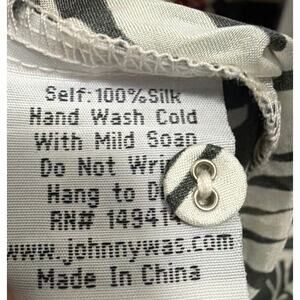 Self:100%Silk
Hand Wash Cold
With Mild Soap
Do Not
Hang to
RN# 14941
www.johnnywas.com
Made In China